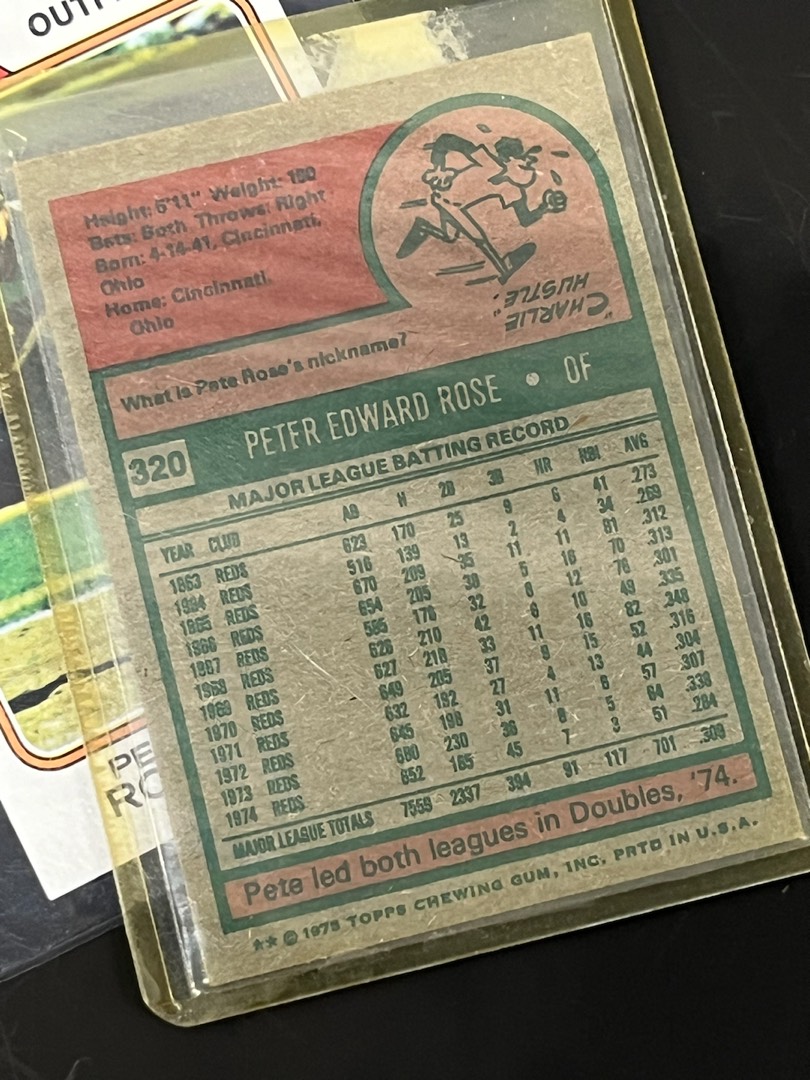 OUTF
Height: 5'11" Weight: 190
Bats: Both Throws: Right
Born: 4-14-41, Cincinnati,
Ohio
Home: Cincinnati,
Ohio
"CHARLIE
HUSTLE."
What is Pete Rose's nickname?
320 PETER EDWARD ROSE • OF
MAJOR LEAGUE BATTING RECORD
YEAR CLUB AB H 2B 3B HR RBI AVG
1963 REDS 623 170 25 9 6 41 .273
1964 REDS 516 139 13 2 4 34 .269
1965 REDS 670 209 35 11 11 81 .312
1966 REDS 654 205 38 5 16 70 .313
1967 REDS 585 176 32 8 12 76 .301
1968 REDS 626 210 42 6 10 49 .335
1969 REDS 627 218 33 11 16 82 .348
1970 REDS 649 205 37 9 15 52 .316
1971 REDS 632 192 27 4 13 44 .304
1972 REDS 645 198 31 11 6 57 .307
1973 REDS 680 230 36 8 5 64 .338
1974 REDS 652 185 45 7 3 51 .284
MAJOR LEAGUE TOTALS 7559 2337 394 91 117 701 .309
Pete led both leagues in Doubles, '74.
★★ © 1975 TOPPS CHEWING GUM, INC. PRTD IN U.S.A.
PE
RO